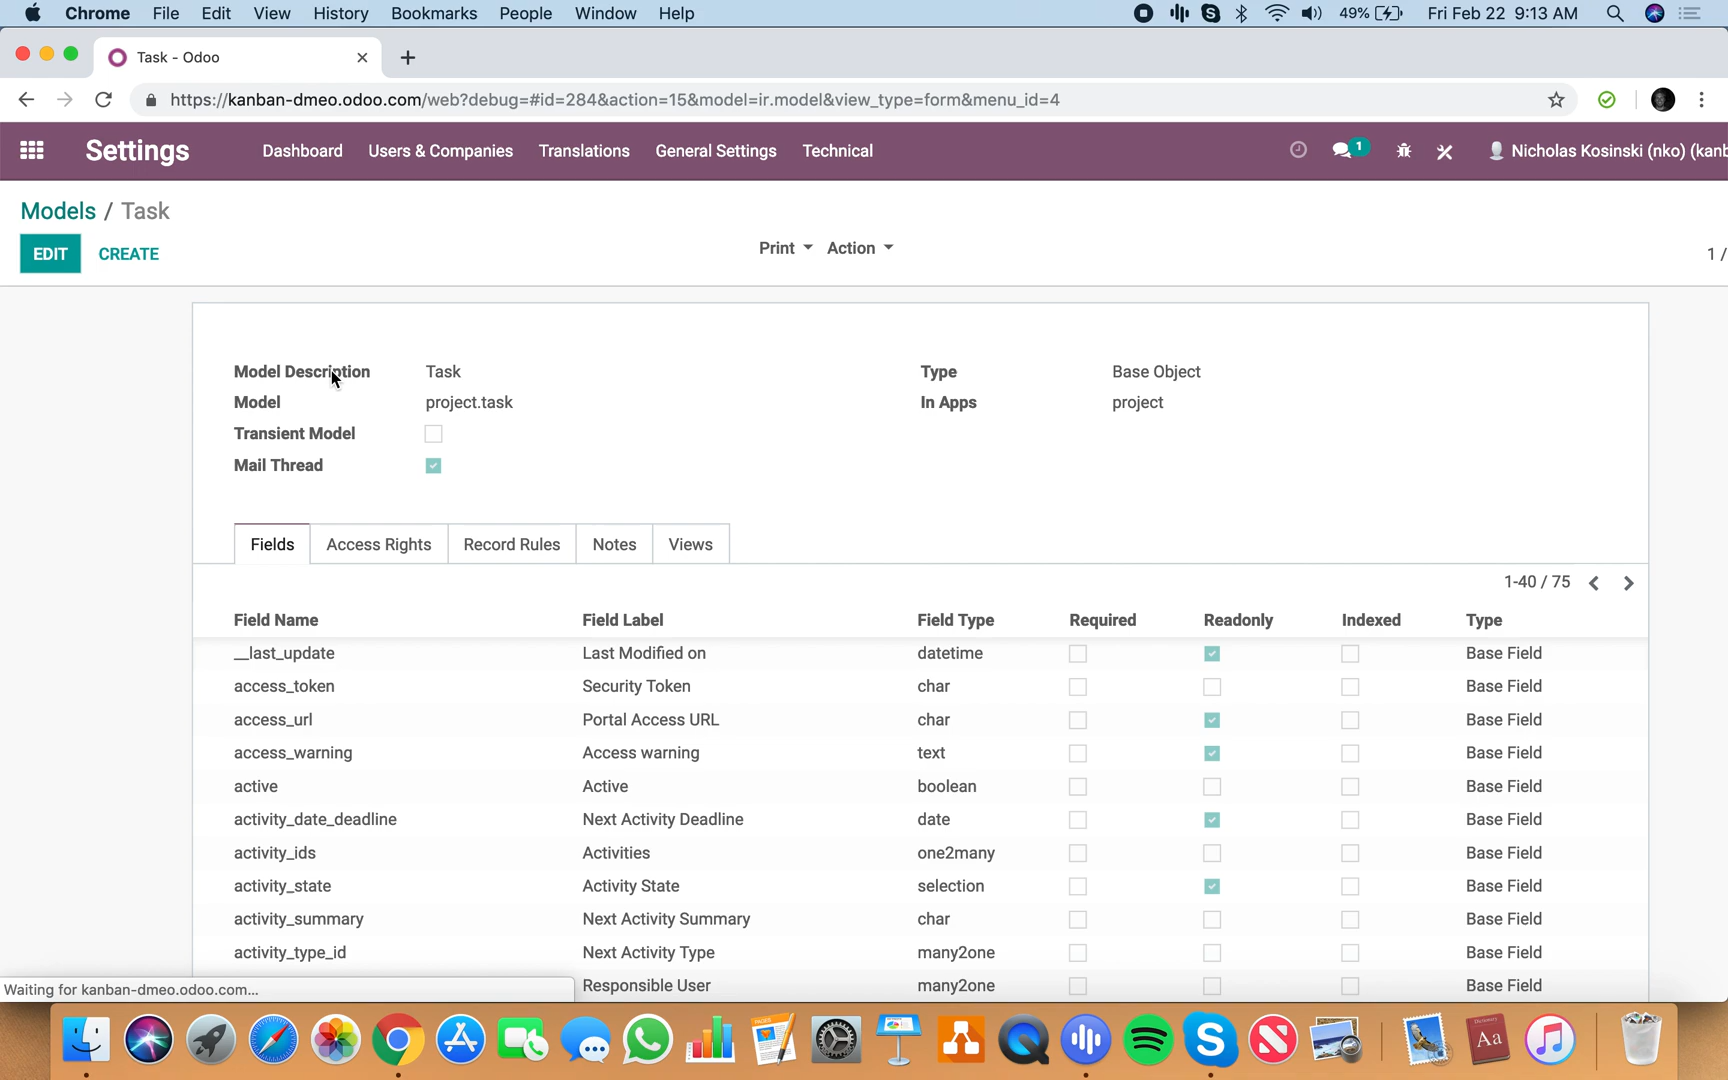 Chrome File Edit View History Bookmarks People Window Help 49% Fri Feb 22 9:13 AM
Task - Odoo
https://kanban-dmeo.odoo.com/web?debug=#id=284&action=15&model=ir.model&view_type=form&menu_id=4
Settings Dashboard Users & Companies Translations General Settings Technical 1 Nicholas Kosinski (nko) (kanb
Models / Task
EDIT CREATE Print Action 1 /
Model Description Task Type Base Object
Model project.task In Apps project
Transient Model
Mail Thread
Fields Access Rights Record Rules Notes Views
1-40 / 75
Field Name Field Label Field Type Required Readonly Indexed Type
__last_update Last Modified on datetime Base Field
access_token Security Token char Base Field
access_url Portal Access URL char Base Field
access_warning Access warning text Base Field
active Active boolean Base Field
activity_date_deadline Next Activity Deadline date Base Field
activity_ids Activities one2many Base Field
activity_state Activity State selection Base Field
activity_summary Next Activity Summary char Base Field
activity_type_id Next Activity Type many2one Base Field
Responsible User many2one Base Field
Waiting for kanban-dmeo.odoo.com...
PAGES
Aa